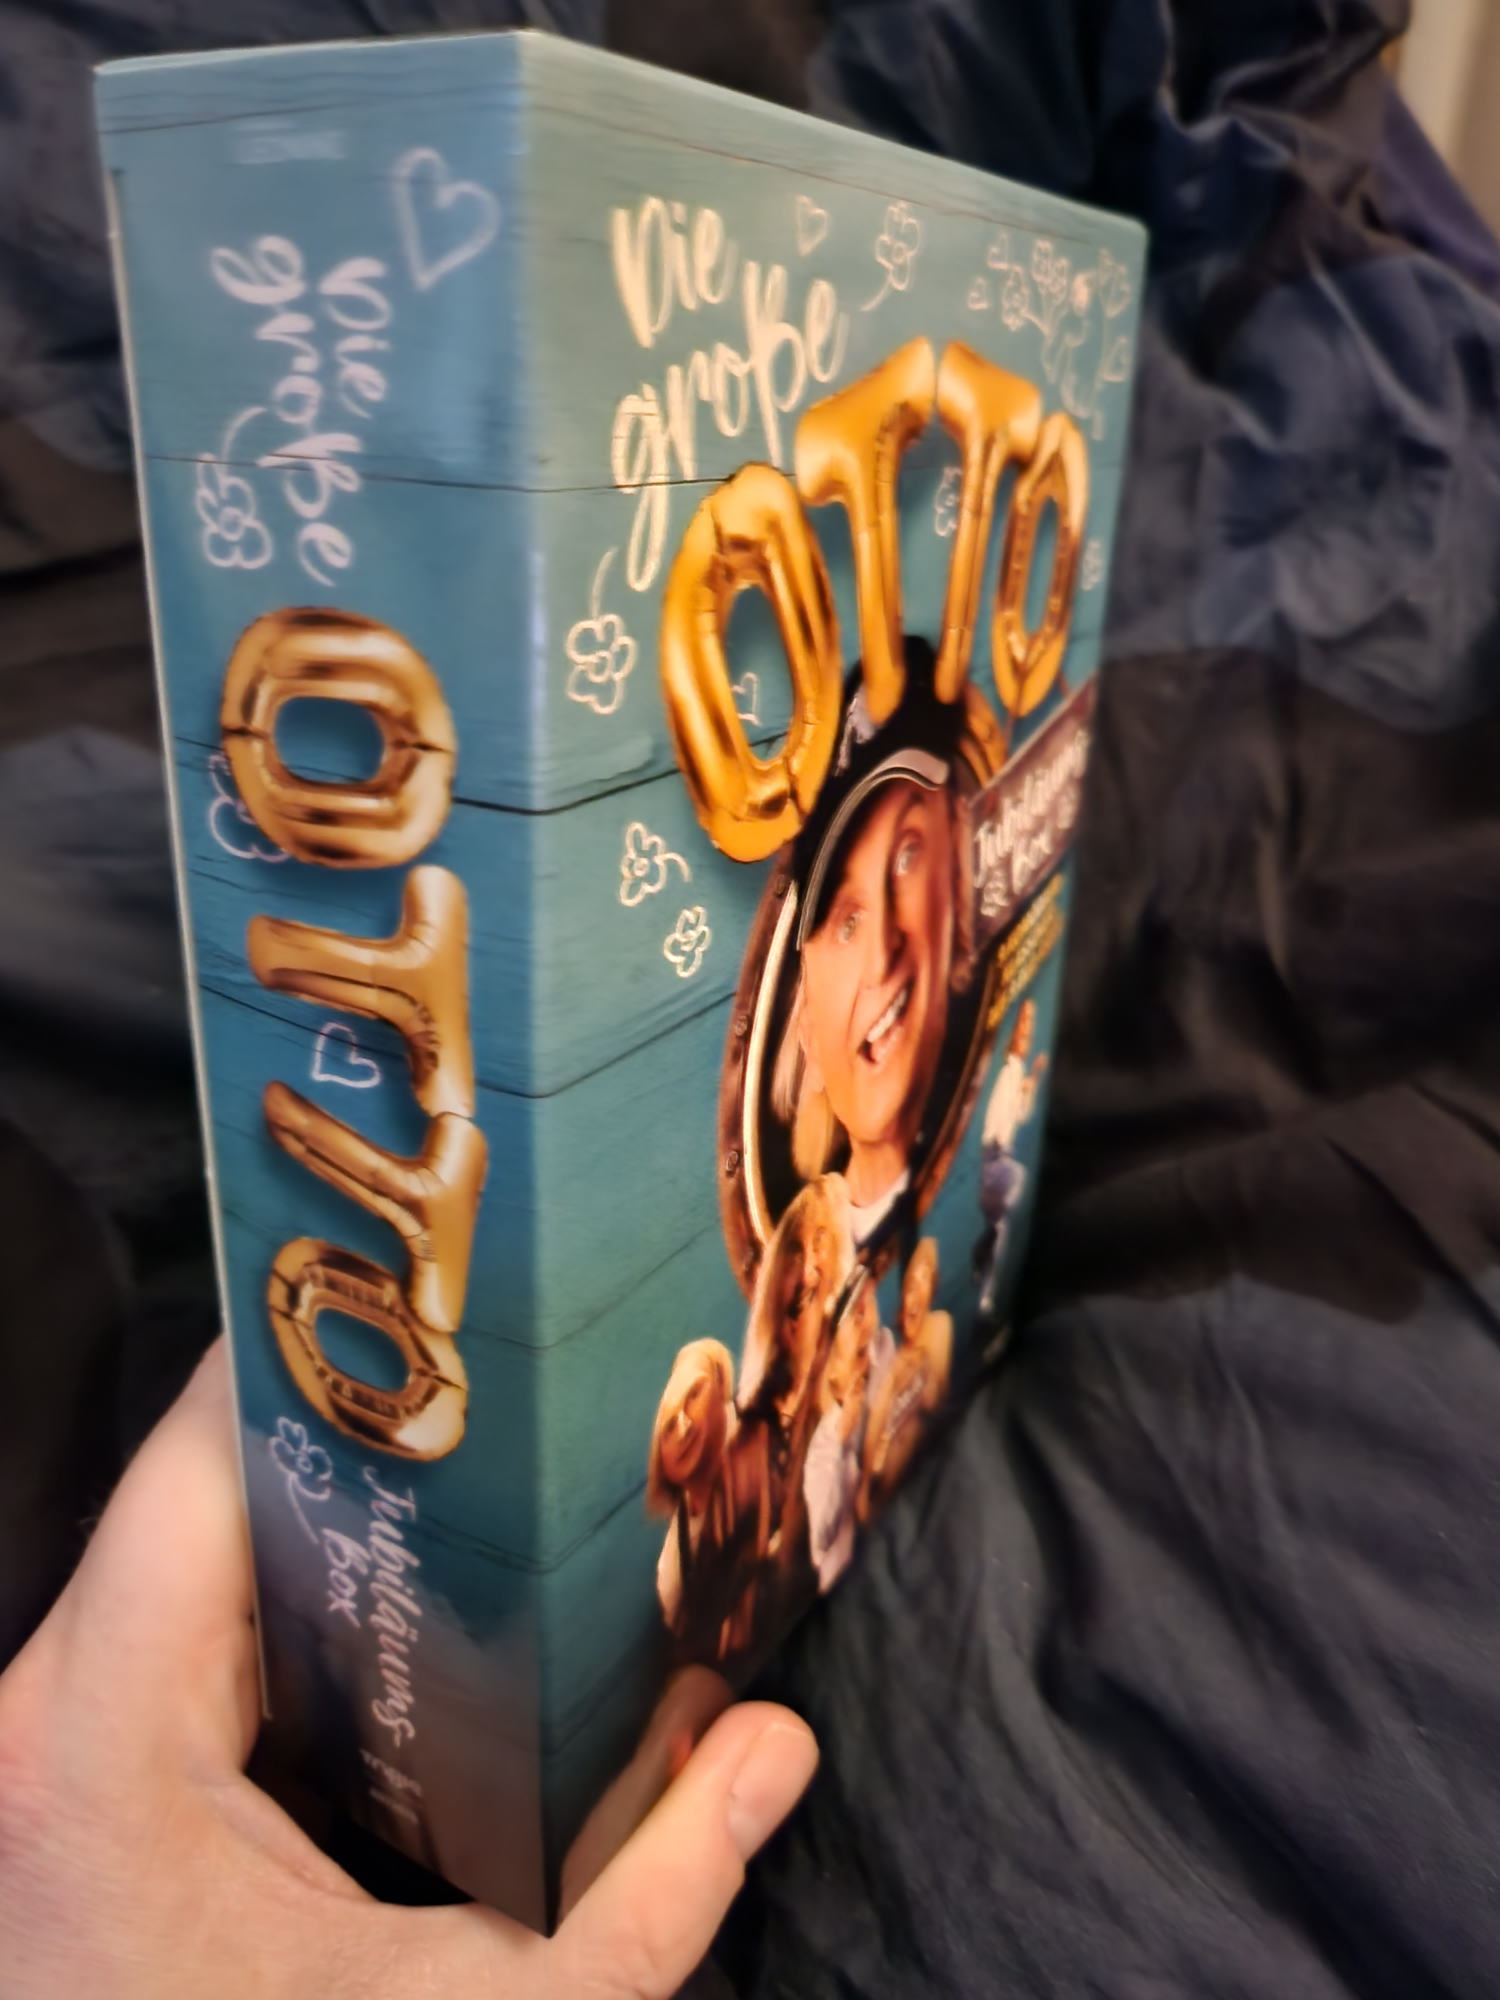 Die
große
OTTO
Jubiläums
Box
Die
große
OTTO
Jubiläums
Box